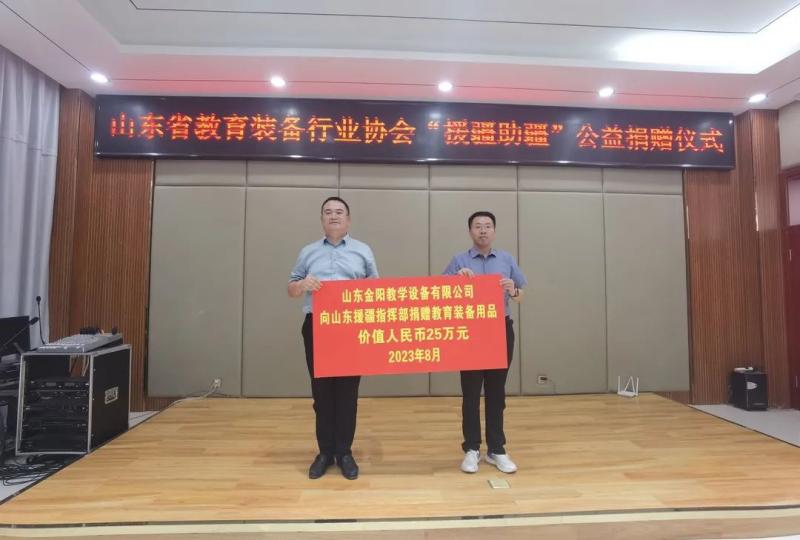 山东省教育装备行业协会“援疆助疆”公益捐赠仪式
山东金阳教学设备有限公司
向山东援疆指挥部捐赠教育装备用品
价值人民币25万元
2023年8月